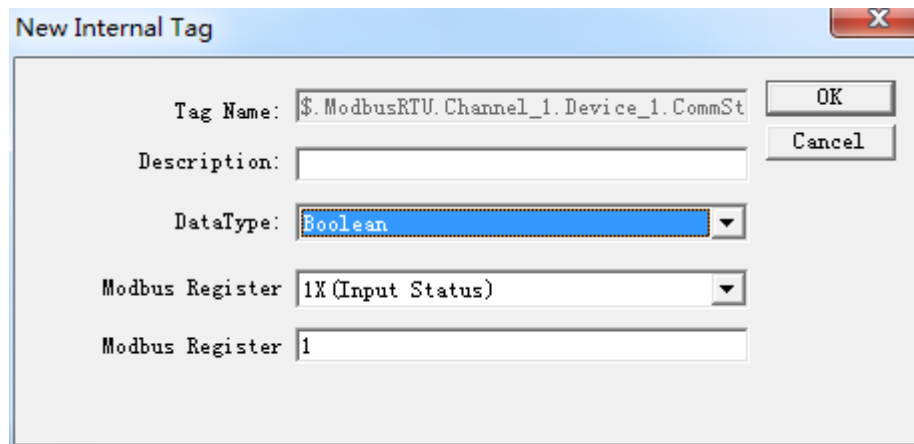 New Internal Tag
Tag Name: $.ModbusRTU.Channel_1.Device_1.CommSt
OK
Description:
Cancel
DataType: Boolean
Modbus Register 1X(Input Status)
Modbus Register 1